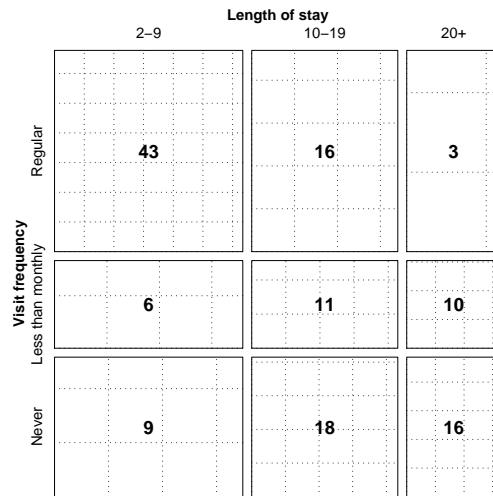 Length of stay
2−9 10−19 20+
Visit frequency
Regular 43 16 3
Less than monthly 6 11 10
Never 9 18 16